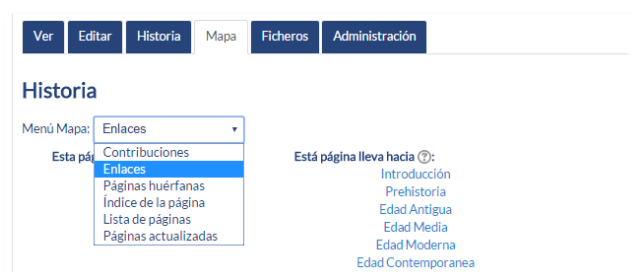 Ver Editar Historia Mapa Ficheros Administración
Historia
Menú Mapa: Enlaces
Contribuciones
Enlaces
Páginas huérfanas
Índice de la página
Lista de páginas
Páginas actualizadas
Esta pá
Está página lleva hacia ?:
Introducción
Prehistoria
Edad Antigua
Edad Media
Edad Moderna
Edad Contemporanea